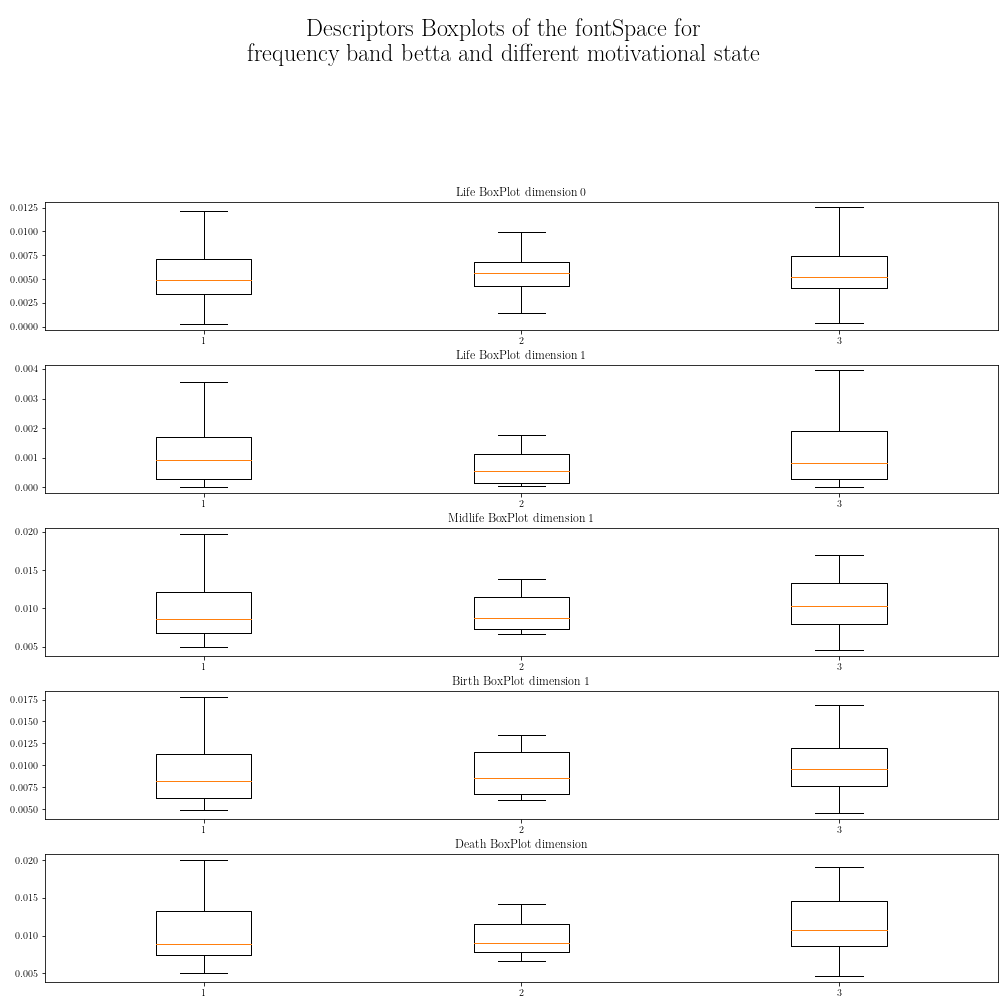 Descriptors Boxplots of the fontSpace for
frequency band betta and different motivational state
Life BoxPlot dimension 0
0.0125
0.0100
0.0075
0.0050
0.0025
0.0000
1 2 3
Life BoxPlot dimension 1
0.004
0.003
0.002
0.001
0.000
1 2 3
Midlife BoxPlot dimension 1
0.020
0.015
0.010
0.005
1 2 3
Birth BoxPlot dimension 1
0.0175
0.0150
0.0125
0.0100
0.0075
0.0050
1 2 3
Death BoxPlot dimension
0.020
0.015
0.010
0.005
1 2 3